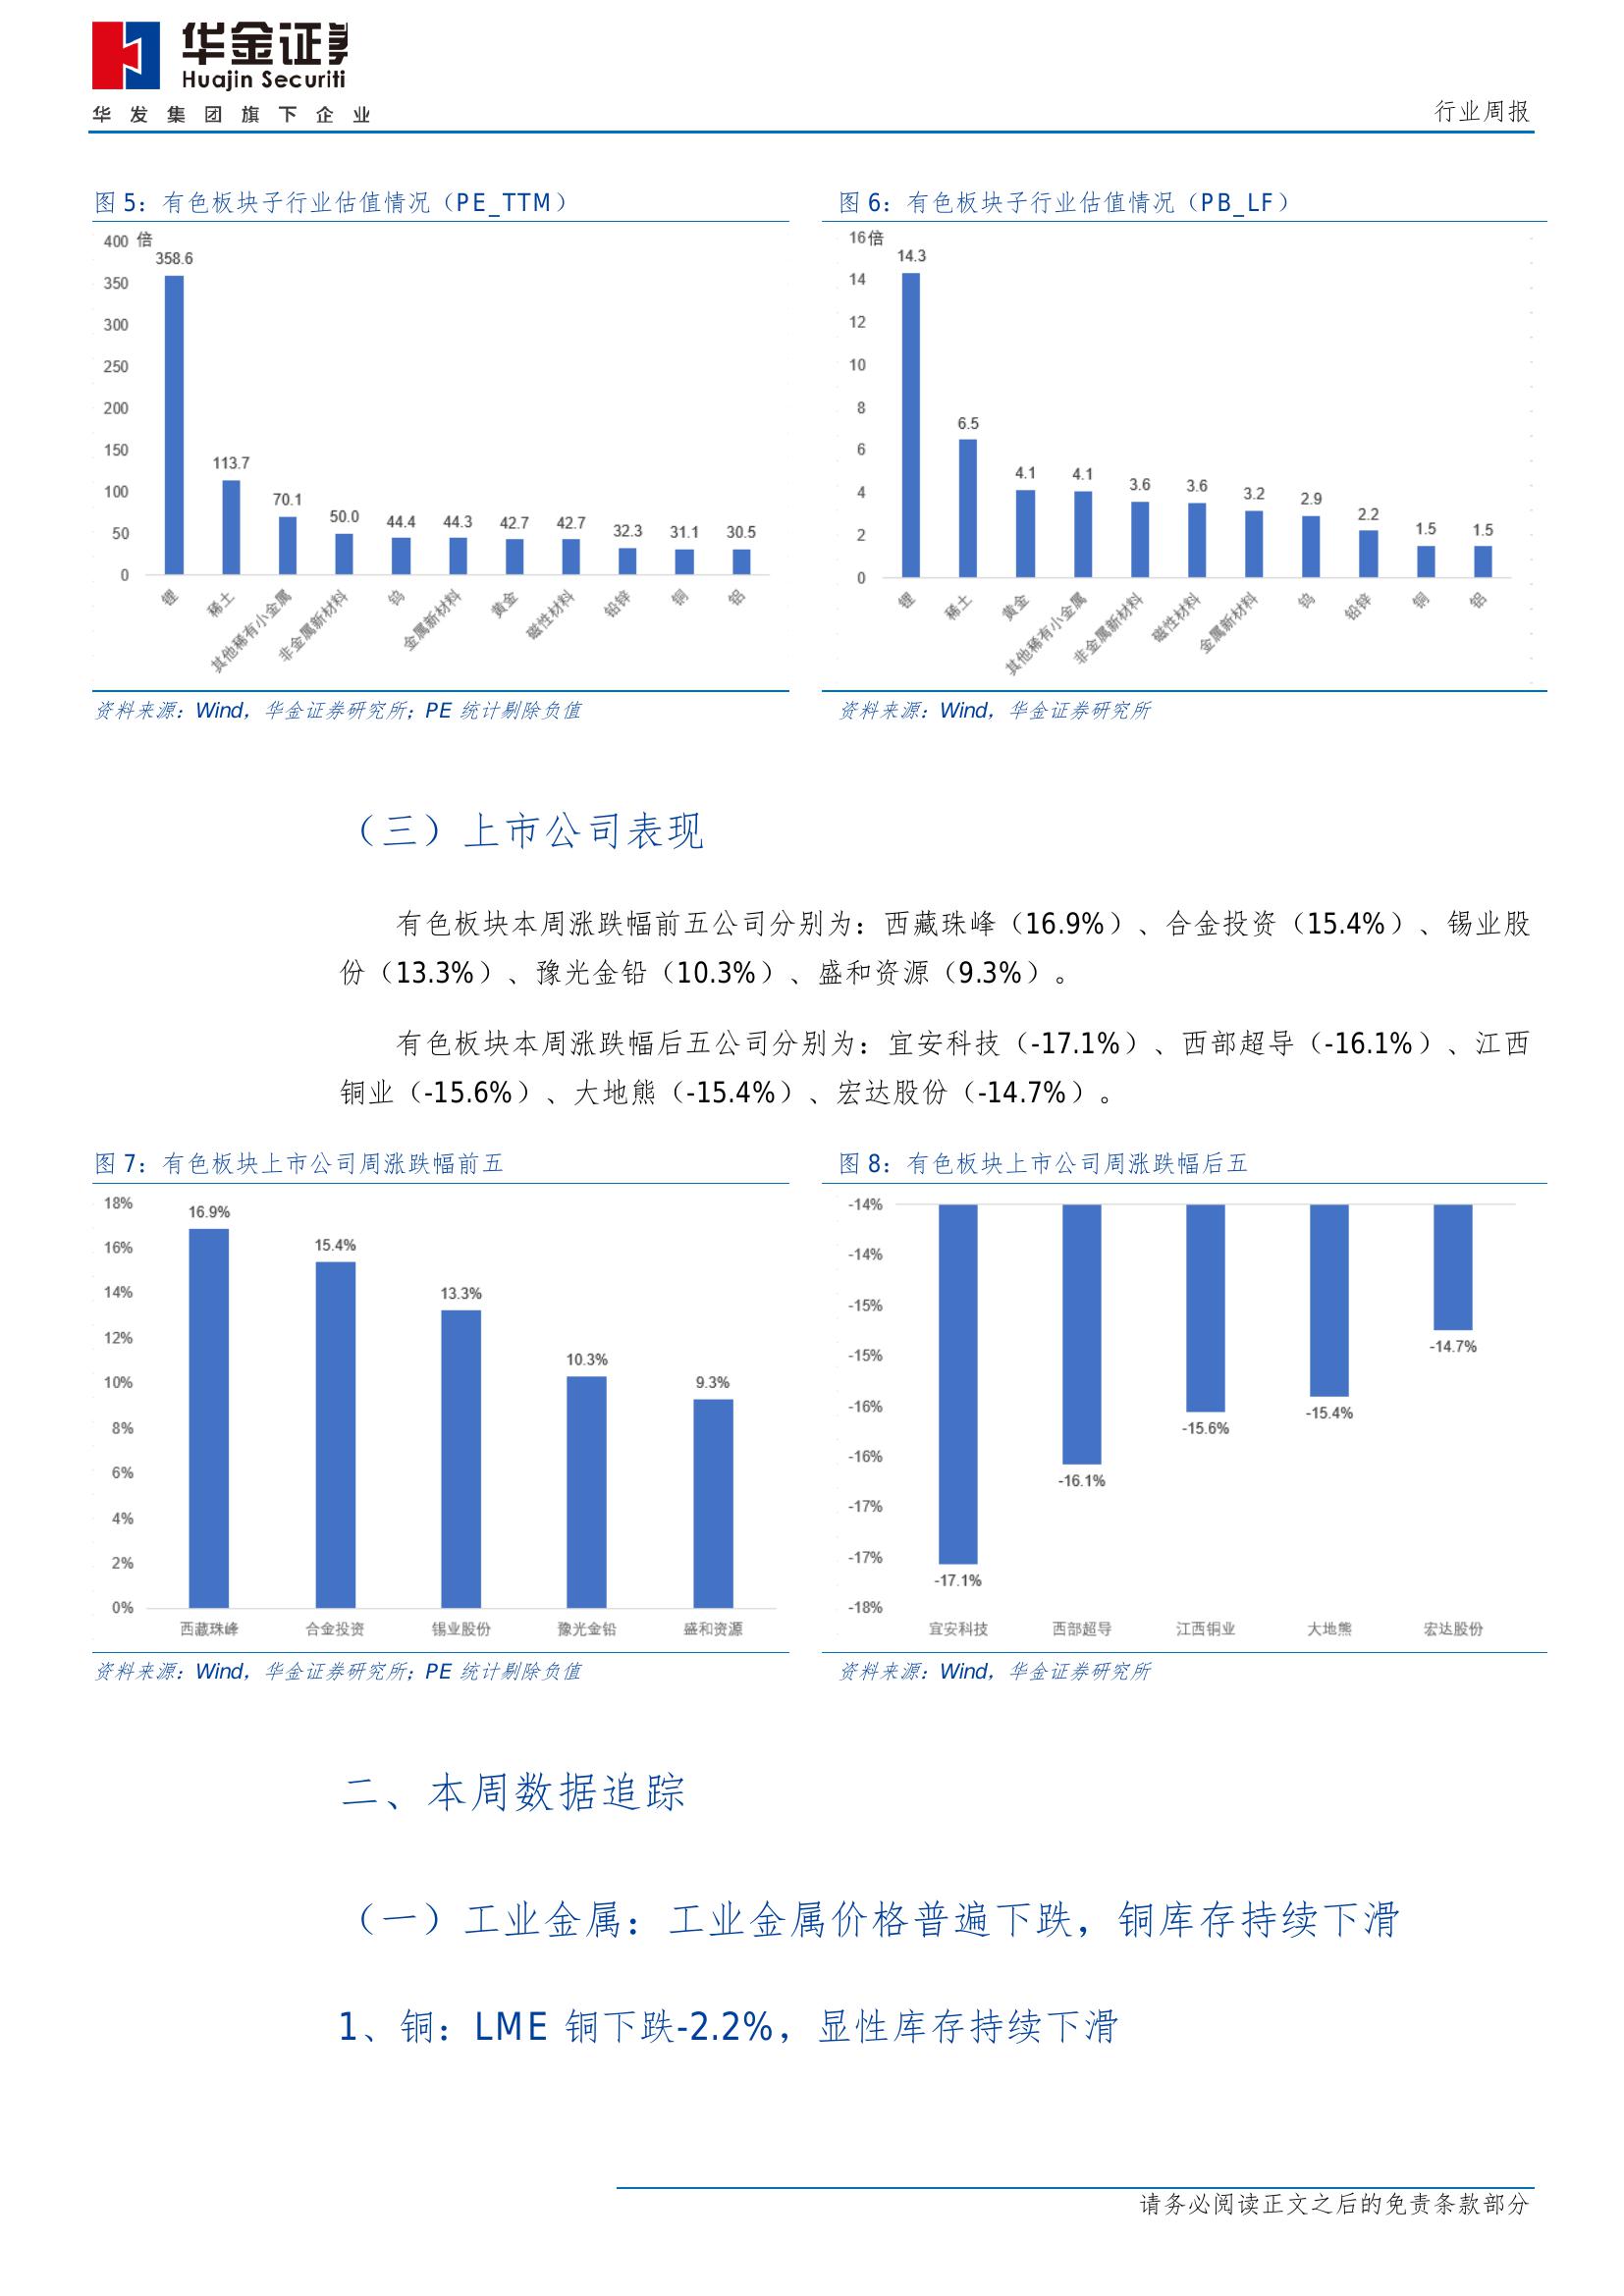 华金证券
Huajin Securiti
华发集团旗下企业
行业周报
图 5：有色板块子行业估值情况（PE_TTM）
400 倍
350
300
250
200
150
100
50
0
358.6
113.7
70.1
50.0
44.4
44.3
42.7
42.7
32.3
31.1
30.5
锂
稀土
其他稀有小金属
非金属新材料
钨
金属新材料
黄金
磁性材料
铅锌
铜
铝
资料来源：Wind，华金证券研究所；PE 统计剔除负值
图 6：有色板块子行业估值情况（PB_LF）
16倍
14
12
10
8
6
4
2
0
14.3
6.5
4.1
4.1
3.6
3.6
3.2
2.9
2.2
1.5
1.5
锂
稀土
黄金
其他稀有小金属
非金属新材料
磁性材料
金属新材料
钨
铅锌
铜
铝
资料来源：Wind，华金证券研究所
（三）上市公司表现
有色板块本周涨跌幅前五公司分别为：西藏珠峰（16.9%）、合金投资（15.4%）、锡业股
份（13.3%）、豫光金铅（10.3%）、盛和资源（9.3%）。
有色板块本周涨跌幅后五公司分别为：宜安科技（-17.1%）、西部超导（-16.1%）、江西
铜业（-15.6%）、大地熊（-15.4%）、宏达股份（-14.7%）。
图 7：有色板块上市公司周涨跌幅前五
18%
16%
14%
12%
10%
8%
6%
4%
2%
0%
16.9%
15.4%
13.3%
10.3%
9.3%
西藏珠峰
合金投资
锡业股份
豫光金铅
盛和资源
资料来源：Wind，华金证券研究所；PE 统计剔除负值
图 8：有色板块上市公司周涨跌幅后五
-14%
-14%
-15%
-15%
-16%
-16%
-17%
-17%
-18%
-17.1%
-16.1%
-15.6%
-15.4%
-14.7%
宜安科技
西部超导
江西铜业
大地熊
宏达股份
资料来源：Wind，华金证券研究所
二、本周数据追踪
（一）工业金属：工业金属价格普遍下跌，铜库存持续下滑
1、铜：LME 铜下跌-2.2%，显性库存持续下滑
请务必阅读正文之后的免责条款部分